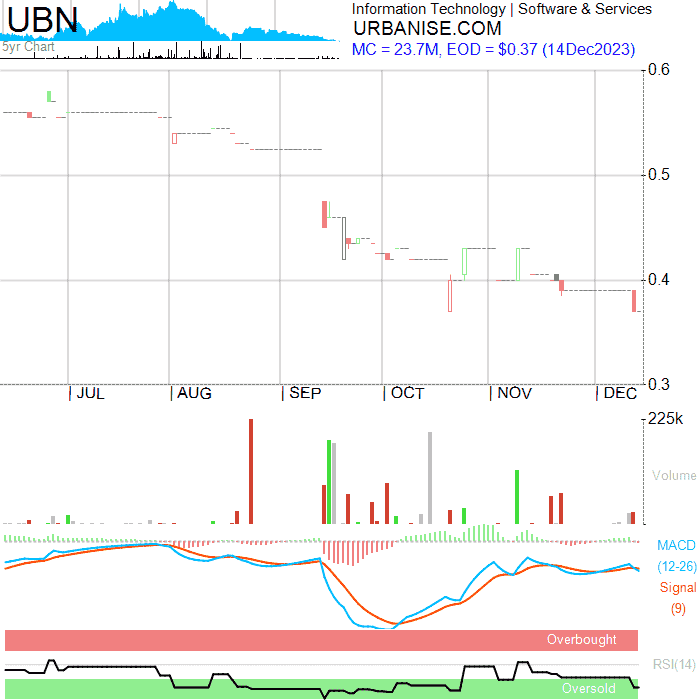 UBN
5yr Chart
Information Technology | Software & Services
URBANISE.COM
MC = 23.7M, EOD = $0.37 (14Dec2023)
0.6
0.5
0.4
0.3
JUL AUG SEP OCT NOV DEC
225k
Volume
MACD
(12-26)
Signal
(9)
Overbought
RSI(14)
Oversold